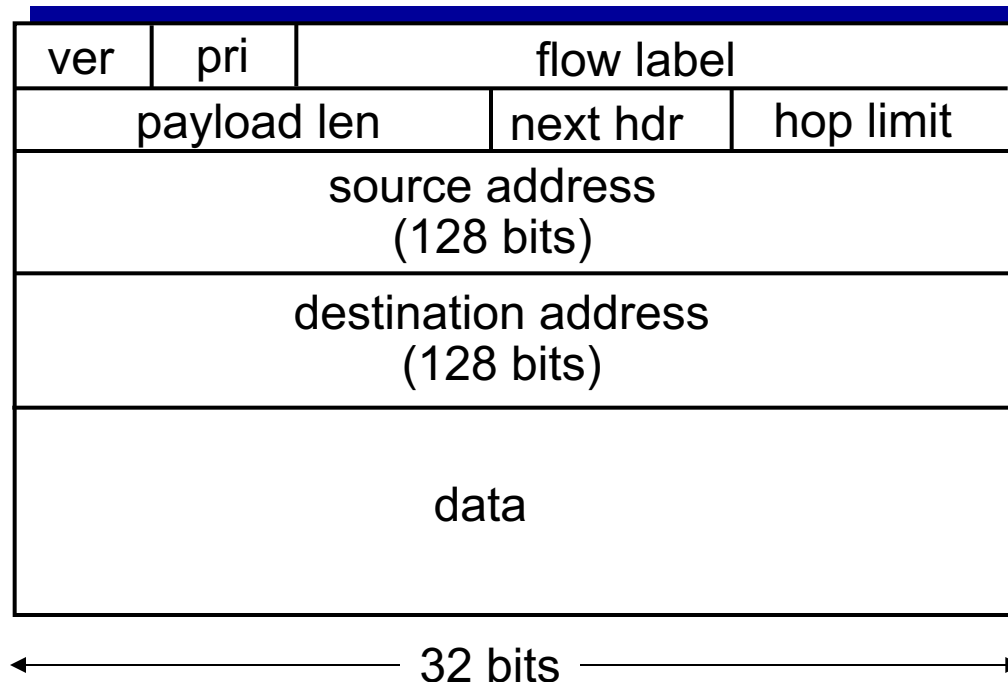 ver pri flow label
payload len next hdr hop limit
source address
(128 bits)
destination address
(128 bits)
data
32 bits